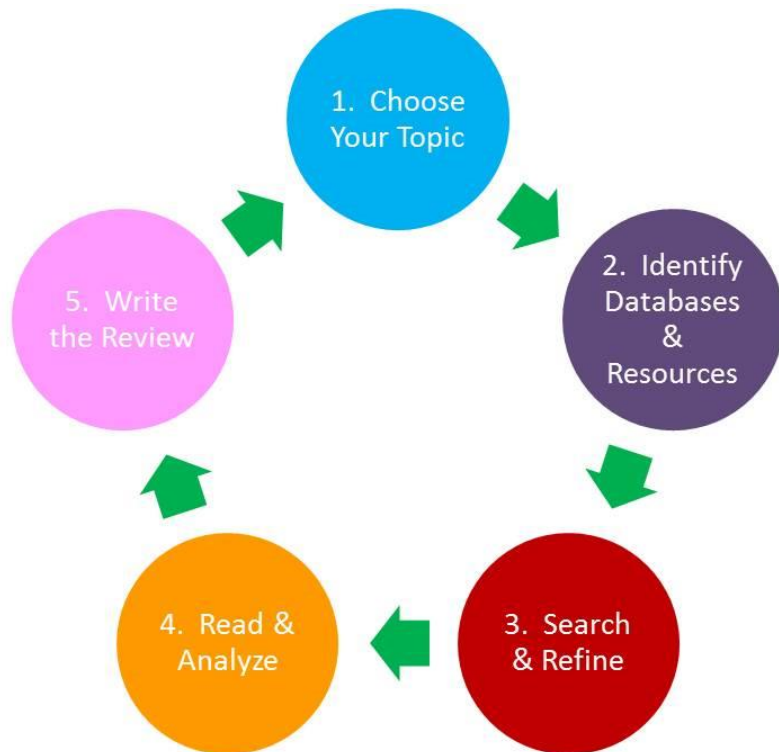 1. Choose
Your Topic
2. Identify
Databases
&
Resources
3. Search
& Refine
4. Read &
Analyze
5. Write
the Review